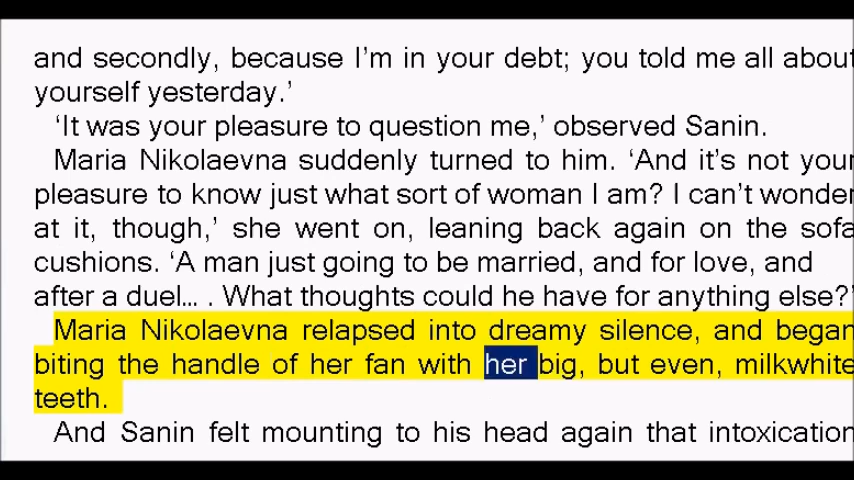 and secondly, because I’m in your debt; you told me all about
yourself yesterday.’
‘It was your pleasure to question me,’ observed Sanin.
Maria Nikolaevna suddenly turned to him. ‘And it’s not your
pleasure to know just what sort of woman I am? I can’t wonder
at it, though,’ she went on, leaning back again on the sofa
cushions. ‘A man just going to be married, and for love, and
after a duel… . What thoughts could he have for anything else?’
Maria Nikolaevna relapsed into dreamy silence, and began
biting the handle of her fan with her big, but even, milkwhite
teeth.
And Sanin felt mounting to his head again that intoxication